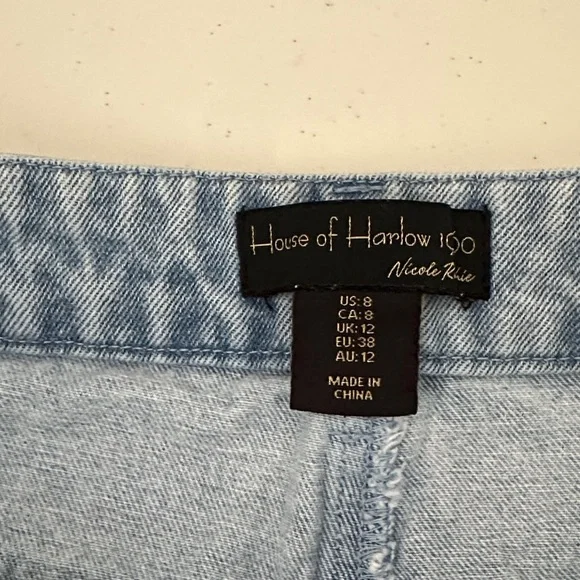 House of Harlow 1960
Nicole Richie
US: 8
CA: 8
UK: 12
EU: 38
AU: 12
MADE IN
CHINA